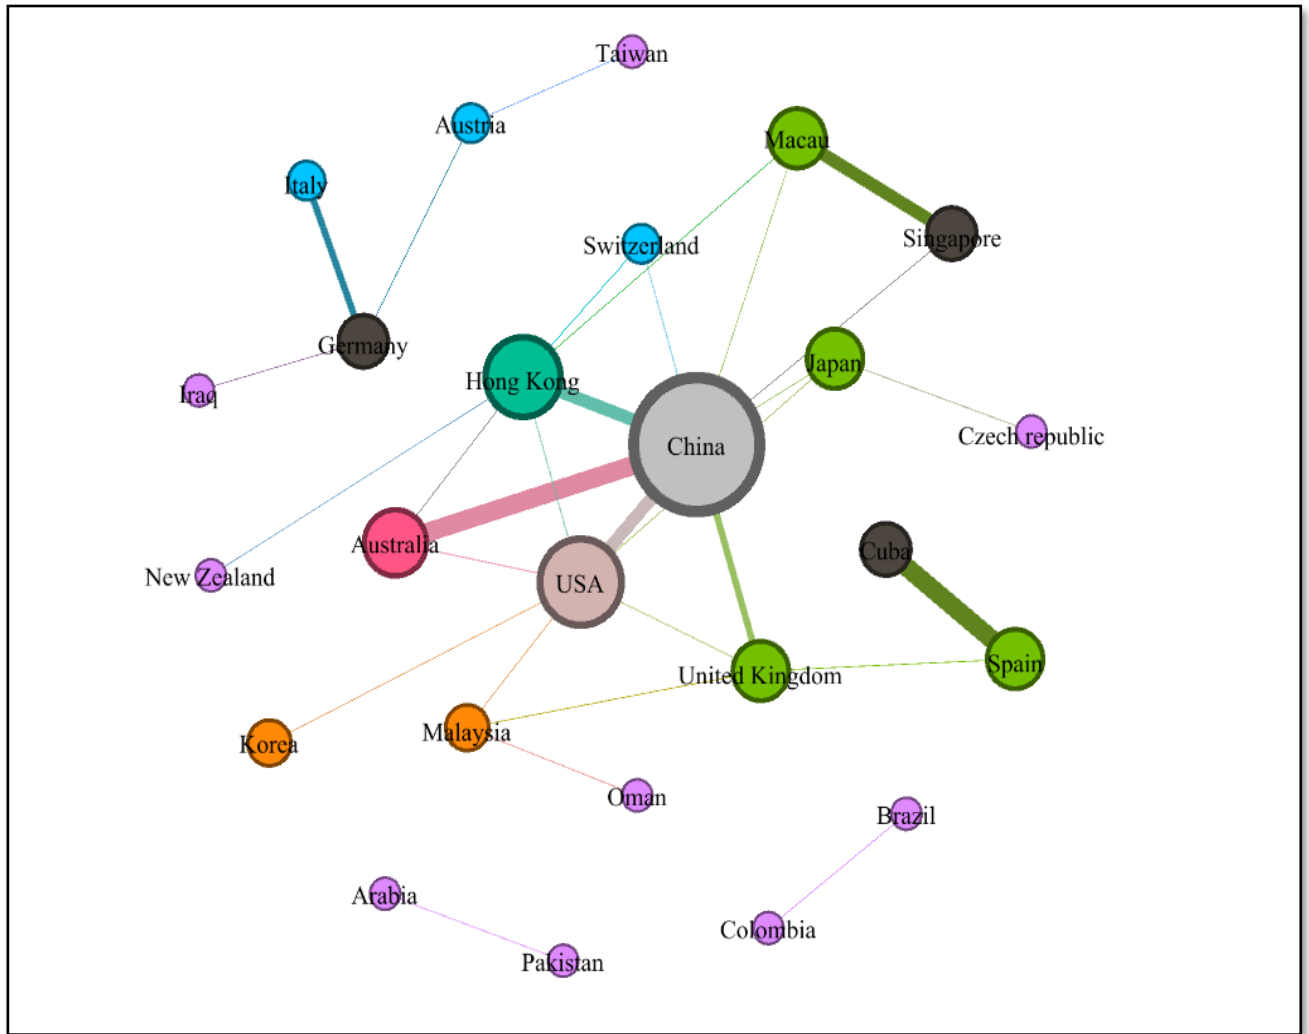 Taiwan
Austria
Macau
Italy
Switzerland
Singapore
Germany
Japan
Hong Kong
Iraq
China
Czech republic
Australia
Cuba
New Zealand
USA
Spain
United Kingdom
Malaysia
Korea
Oman
Brazil
Arabia
Colombia
Pakistan